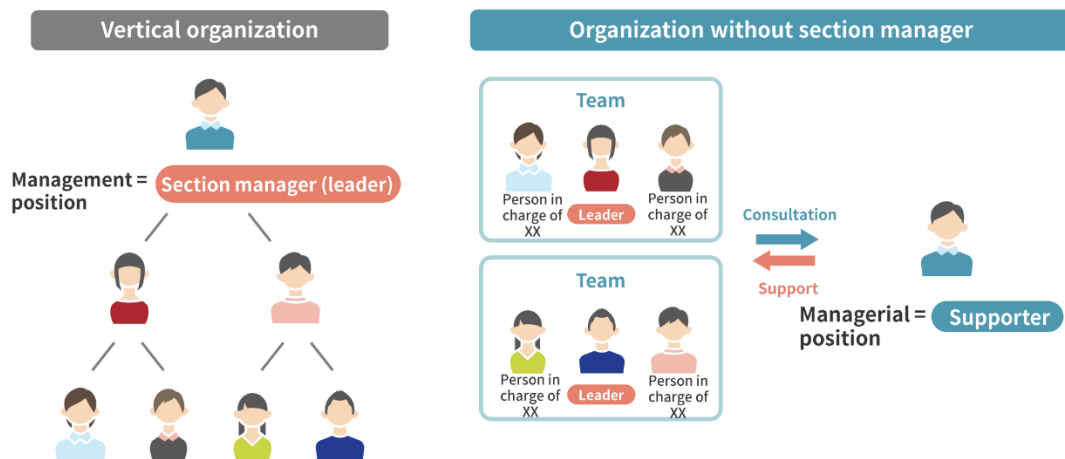 Vertical organization
Management =
position
Section manager (leader)
Organization without section manager
Team
Person in
charge of
XX
Leader
Person in
charge of
XX
Team
Person in
charge of
XX
Leader
Person in
charge of
XX
Consultation
Support
Managerial =
position
Supporter